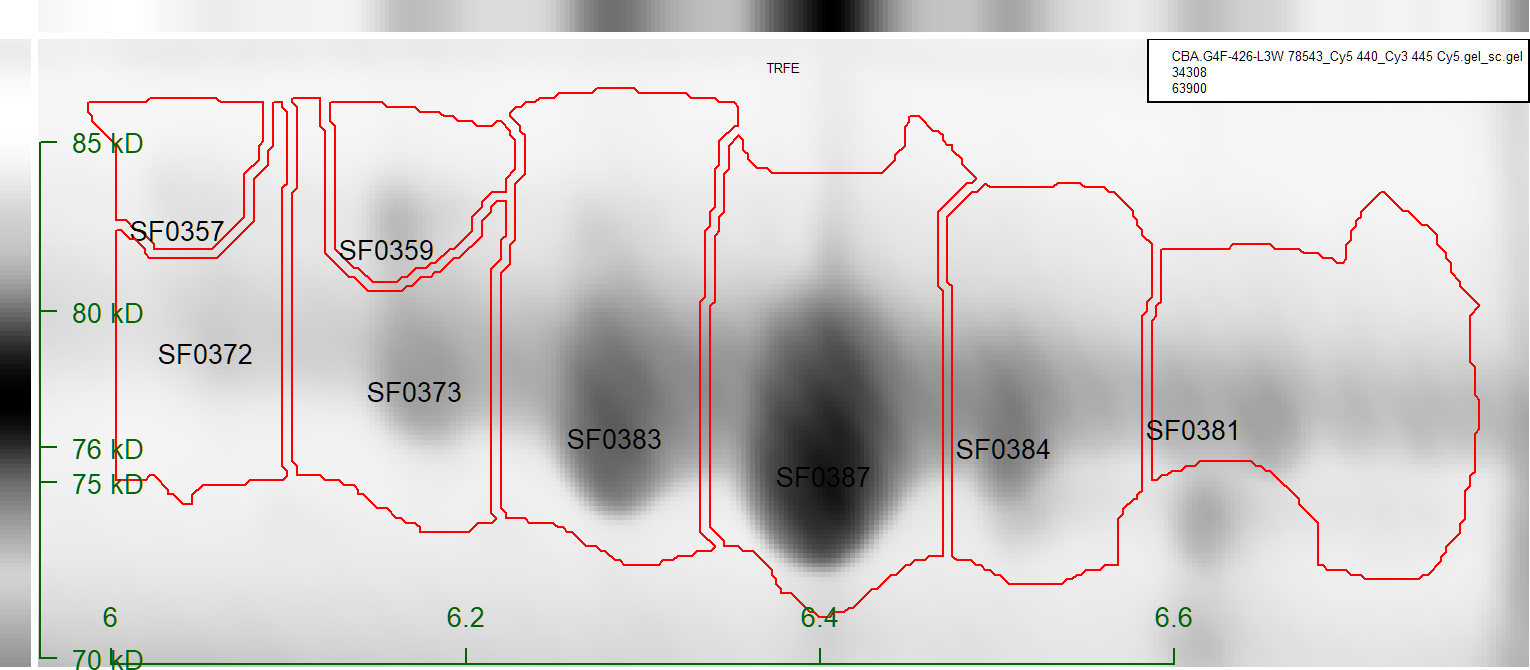 TRFE
CBA.G4F-426-L3W 78543_Cy5 440_Cy3 445 Cy5.gel_sc.gel
34308
63900
85 kD
SF0357
SF0359
80 kD
SF0372
SF0373
SF0383
SF0381
76 kD
SF0384
SF0387
75 kD
6
6.2
6.4
6.6
70 kD